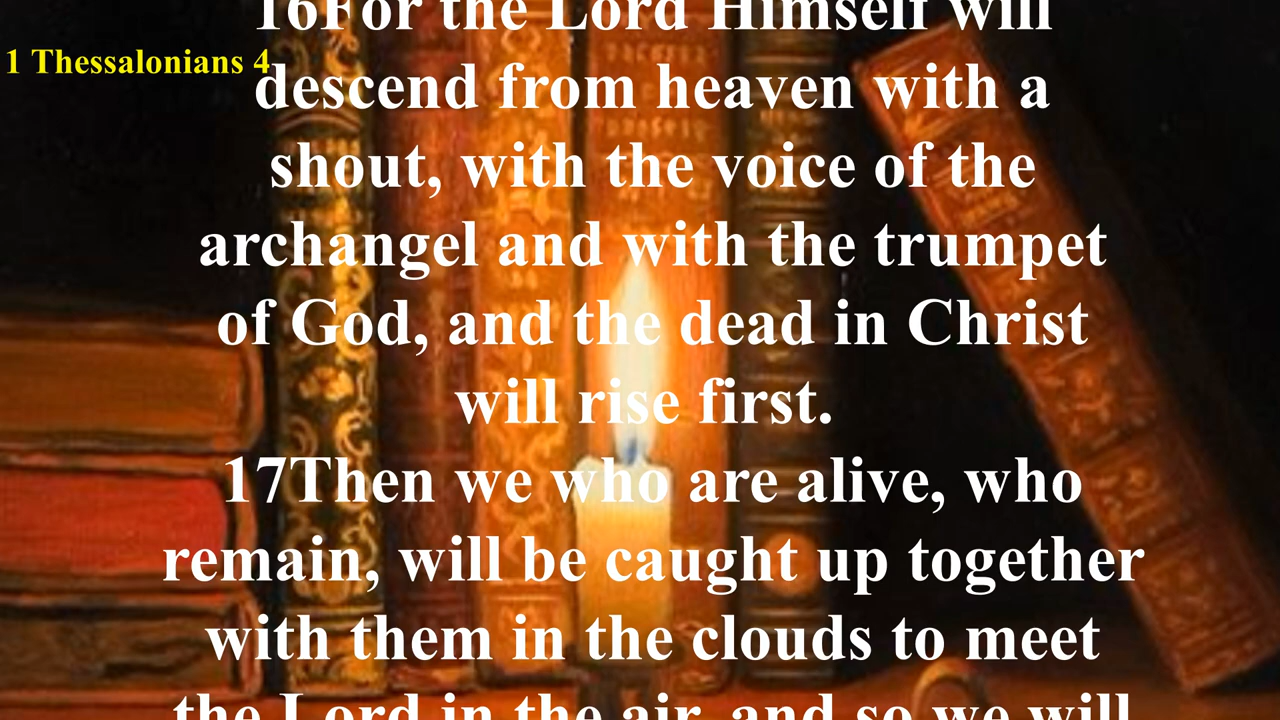 16For the Lord Himself will
1 Thessalonians 4
descend from heaven with a
shout, with the voice of the
archangel and with the trumpet
of God, and the dead in Christ
will rise first.
17Then we who are alive, who
remain, will be caught up together
with them in the clouds to meet
the Lord in the air, and so we will